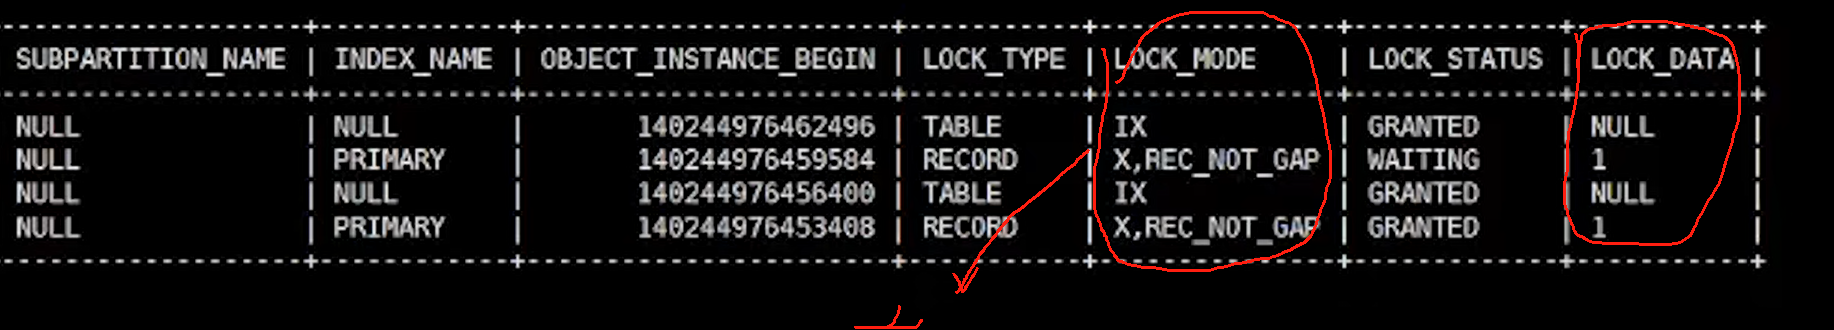 SUBPARTITION_NAME | INDEX_NAME | OBJECT_INSTANCE_BEGIN | LOCK_TYPE | LOCK_MODE | LOCK_STATUS | LOCK_DATA |
NULL | NULL | 140244976462496 | TABLE | IX | GRANTED | NULL |
NULL | PRIMARY | 140244976459584 | RECORD | X,REC_NOT_GAP | WAITING | 1 |
NULL | NULL | 140244976456400 | TABLE | IX | GRANTED | NULL |
NULL | PRIMARY | 140244976453408 | RECORD | X,REC_NOT_GAP | GRANTED | 1 |